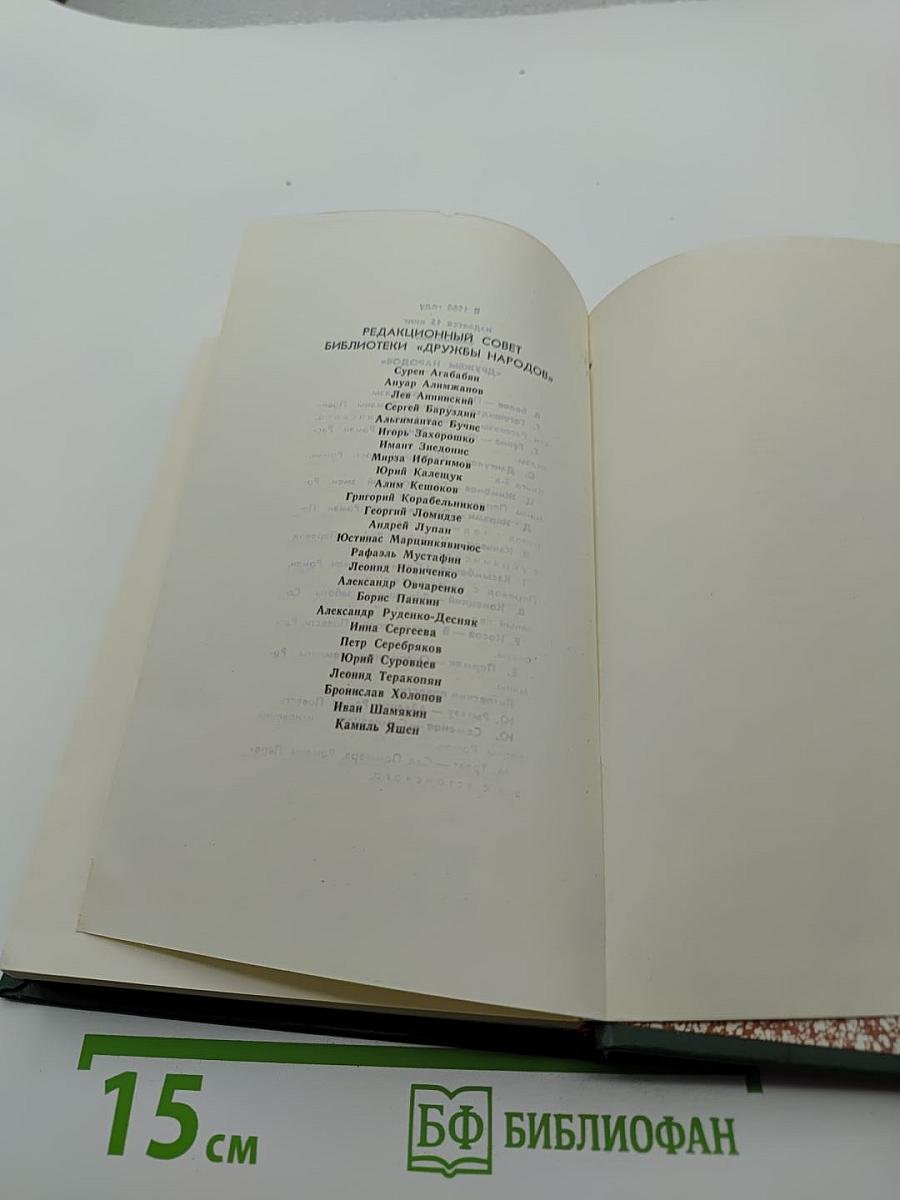 РЕДАКЦИОННЫЙ СОВЕТ
БИБЛИОТЕКИ «ДРУЖБЫ НАРОДОВ»
Сурен Агабабян
Ануар Алимжанов
Лев Аннинский
Сергей Баруздин
Альгимантас Бучис
Игорь Захорошко
Имант Зиедонис
Мирза Ибрагимов
Юрий Калещук
Алим Кешоков
Григорий Корабельников
Георгий Ломидзе
Андрей Лупан
Юстинас Марцинкявичюс
Рафаэль Мустафин
Леонид Новиченко
Александр Овчаренко
Борис Панкин
Александр Руденко-Десняк
Инна Сергеева
Петр Серебряков
Юрий Суровцев
Леонид Теракопян
Бронислав Холопов
Иван Шамякин
Камиль Яшен
15 см
БФ БИБЛИОФАН